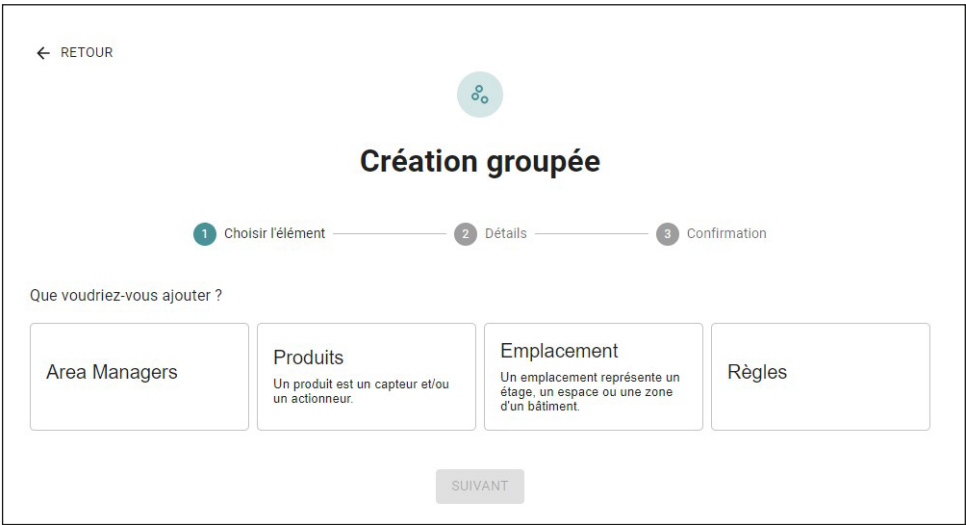 ← RETOUR
Création groupée
1 Choisir l'élément 2 Détails 3 Confirmation
Que voudriez-vous ajouter ?
Area Managers
Produits
Un produit est un capteur et/ou
un actionneur.
Emplacement
Un emplacement représente un
étage, un espace ou une zone
d'un bâtiment.
Règles
SUIVANT